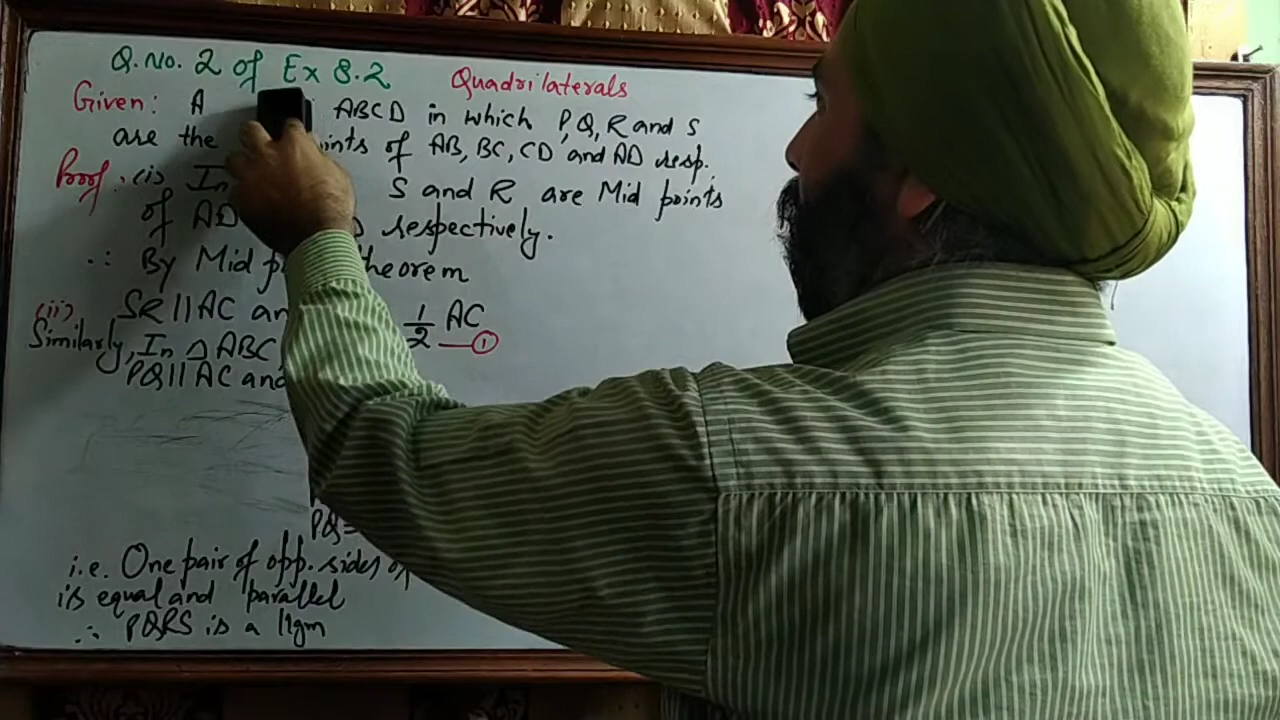 Q. No. 2 of Ex 8.2 Quadrilaterals
Given: A ABCD in which P, Q, R and S
are the ints of AB, BC, CD and AD resp.
Proof: (i) In S and R are Mid points
of AD respectively.
∴ By Mid p heorem
SR || AC an 1/2 AC
(ii) ①
Similarly, In △ ABC
PQ || AC and
PQ=
i.e. One pair of opp. sides of
is equal and parallel
∴ PQRS is a ||gm